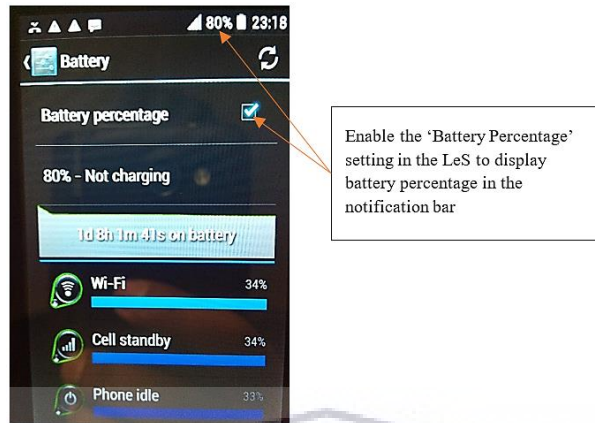 80% 23:18
Battery
Battery percentage
80% - Not charging
1d 8h 1m 41s on battery
Wi-Fi 34%
Cell standby 34%
Phone idle 33%
Enable the ‘Battery Percentage’
setting in the LeS to display
battery percentage in the
notification bar